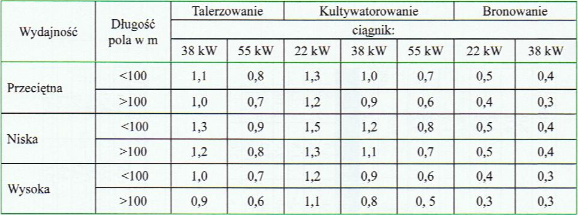 Wydajność Długość pola w m Talerzowanie Kultywatorowanie Bronowanie
ciągnik:
38 kW 55 kW 22 kW 38 kW 55 kW 22 kW 38 kW
Przeciętna <100 1,1 0,8 1,3 1,0 0,7 0,5 0,4
>100 1,0 0,7 1,2 0,9 0,6 0,4 0,3
Niska <100 1,3 0,9 1,5 1,2 0,8 0,5 0,4
>100 1,2 0,8 1,3 1,1 0,7 0,5 0,4
Wysoka <100 1,0 0,7 1,2 0,9 0,6 0,4 0,3
>100 0,9 0,6 1,1 0,8 0, 5 0,3 0,3